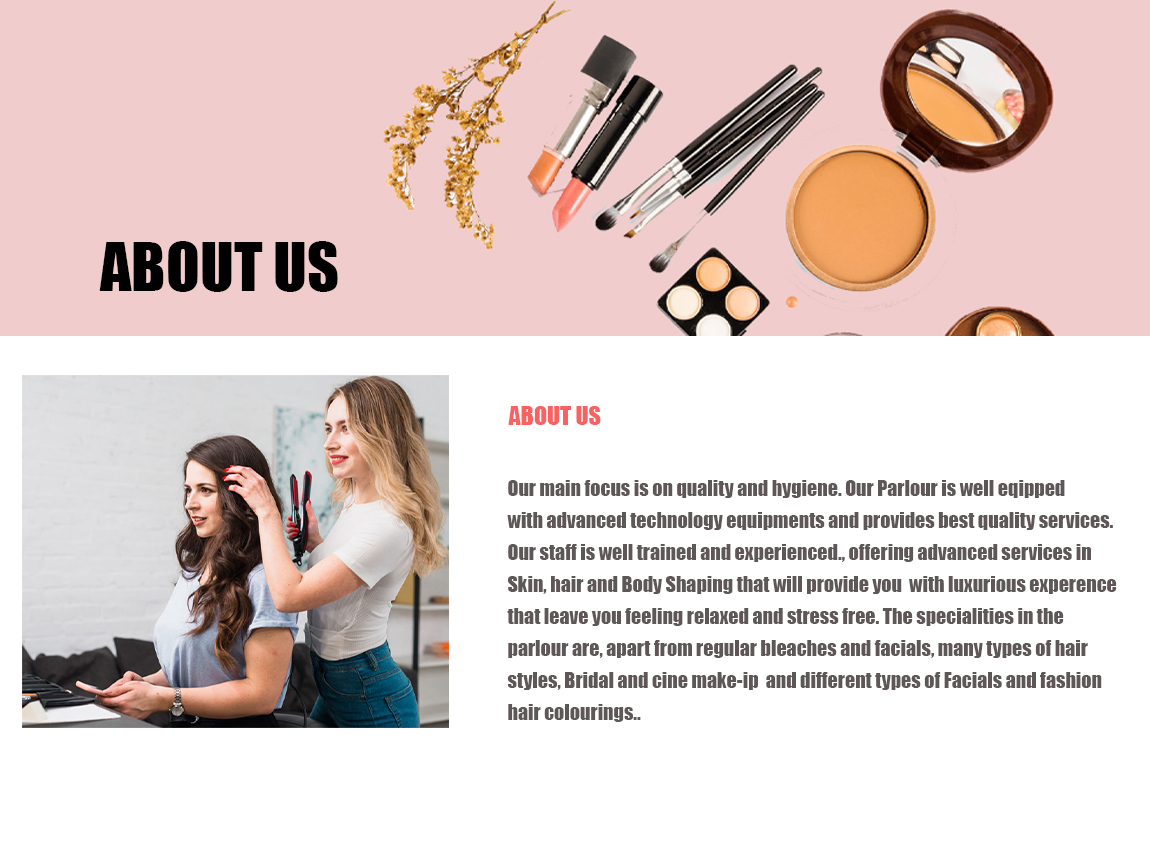 ABOUT US
ABOUT US
Our main focus is on quality and hygiene. Our Parlour is well eqipped
with advanced technology equipments and provides best quality services.
Our staff is well trained and experienced., offering advanced services in
Skin, hair and Body Shaping that will provide you  with luxurious experence
that leave you feeling relaxed and stress free. The specialities in the
parlour are, apart from regular bleaches and facials, many types of hair
styles, Bridal and cine make-ip  and different types of Facials and fashion
hair colourings..